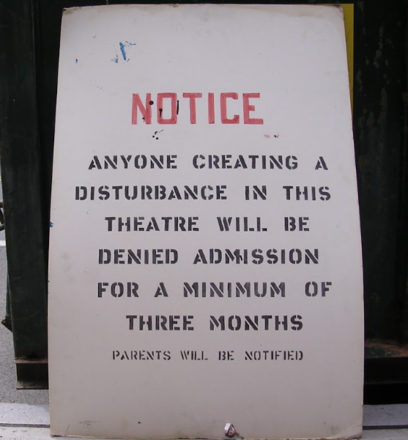 NOTICE
ANYONE CREATING A
DISTURBANCE IN THIS
THEATRE WILL BE
DENIED ADMISSION
FOR A MINIMUM OF
THREE MONTHS
PARENTS WILL BE NOTIFIED